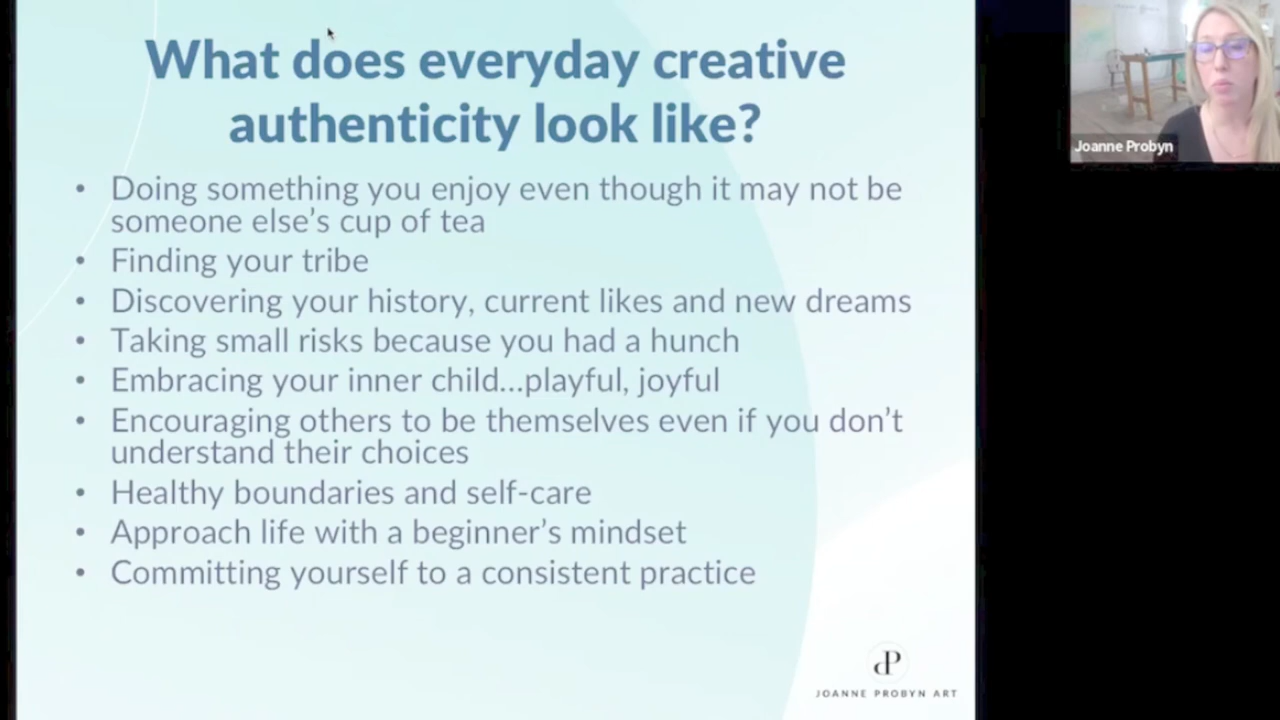 What does everyday creative
authenticity look like?
• Doing something you enjoy even though it may not be
someone else’s cup of tea
• Finding your tribe
• Discovering your history, current likes and new dreams
• Taking small risks because you had a hunch
• Embracing your inner child...playful, joyful
• Encouraging others to be themselves even if you don’t
understand their choices
• Healthy boundaries and self-care
• Approach life with a beginner’s mindset
• Committing yourself to a consistent practice
JP
JOANNE PROBYN ART
Joanne Probyn